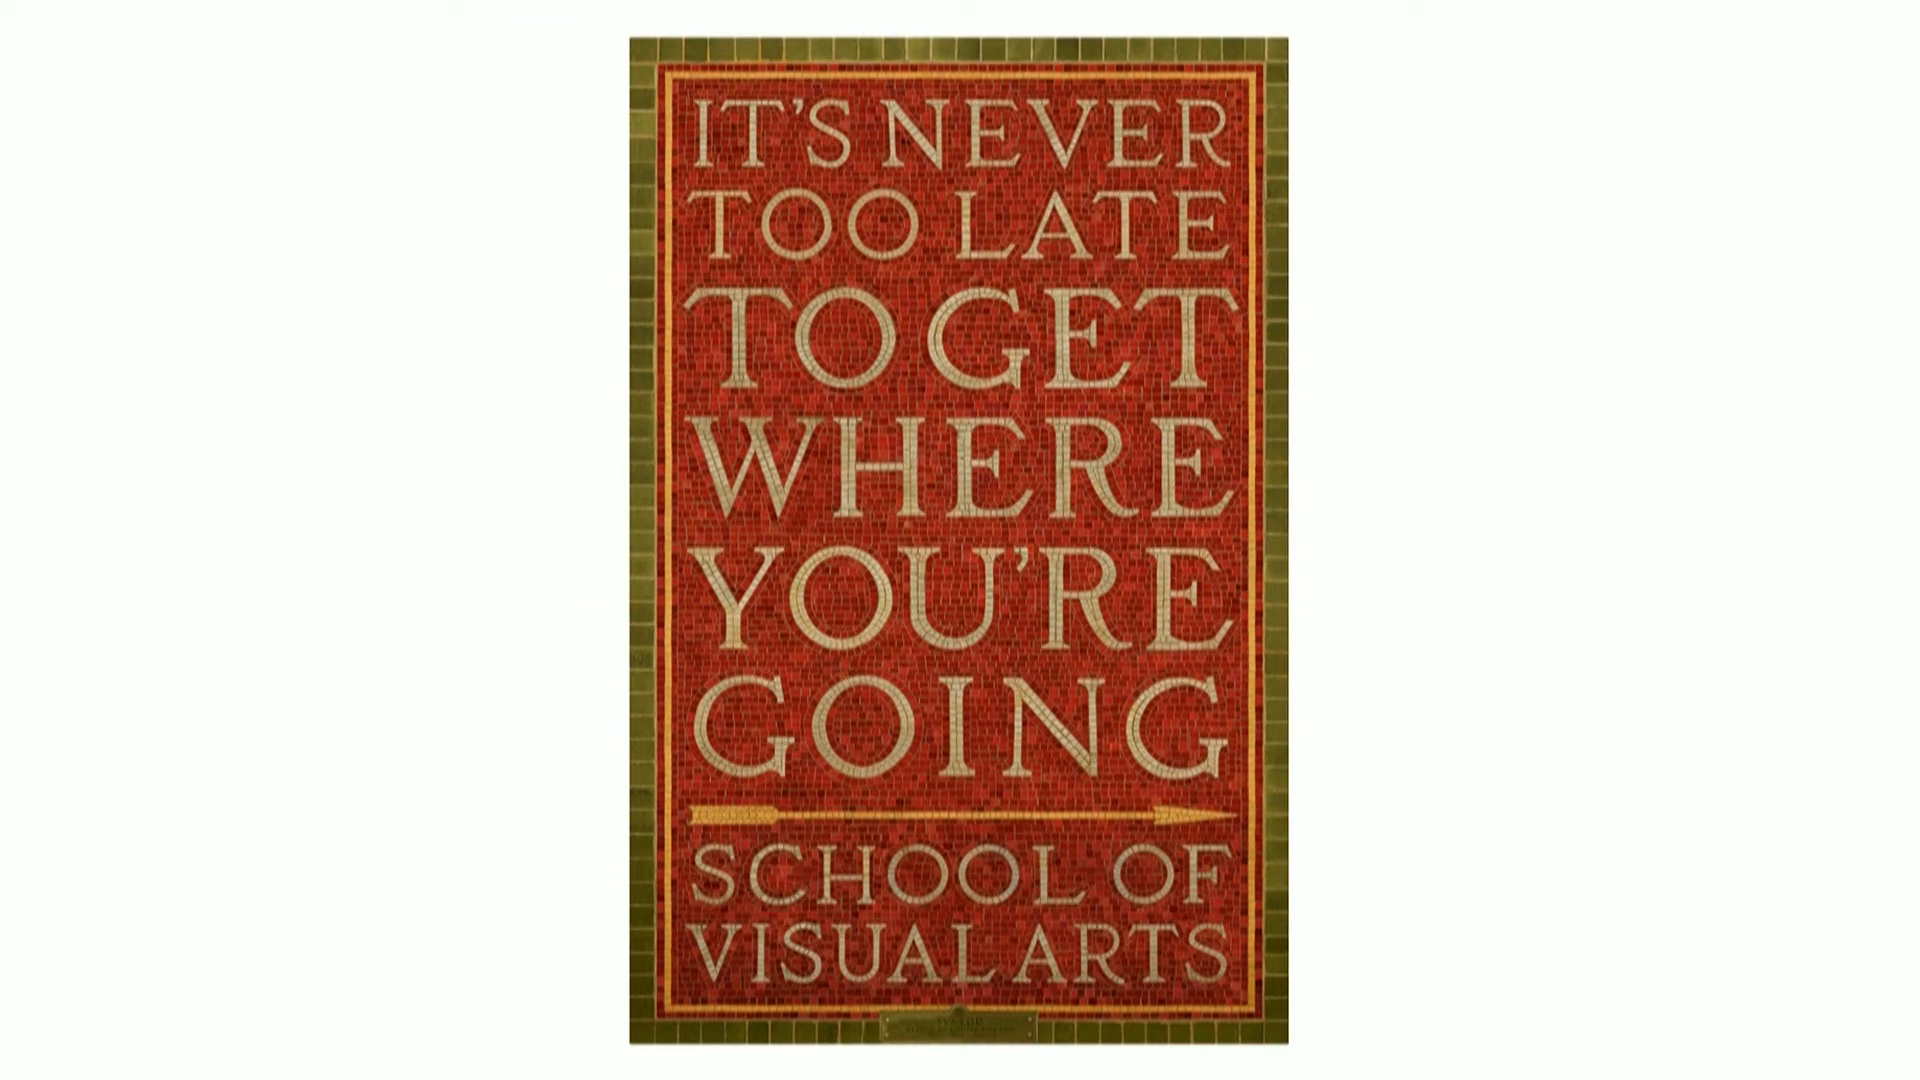 IT'S NEVER
TOO LATE
TO GET
WHERE
YOU'RE
GOING
SCHOOL OF
VISUAL ARTS